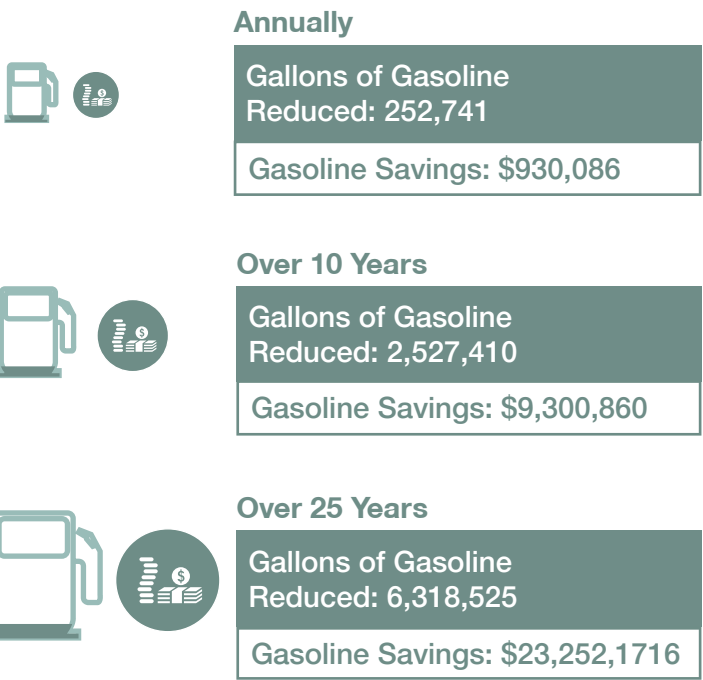 Annually
Gallons of Gasoline
Reduced: 252,741
Gasoline Savings: $930,086
Over 10 Years
Gallons of Gasoline
Reduced: 2,527,410
Gasoline Savings: $9,300,860
Over 25 Years
Gallons of Gasoline
Reduced: 6,318,525
Gasoline Savings: $23,252,1716